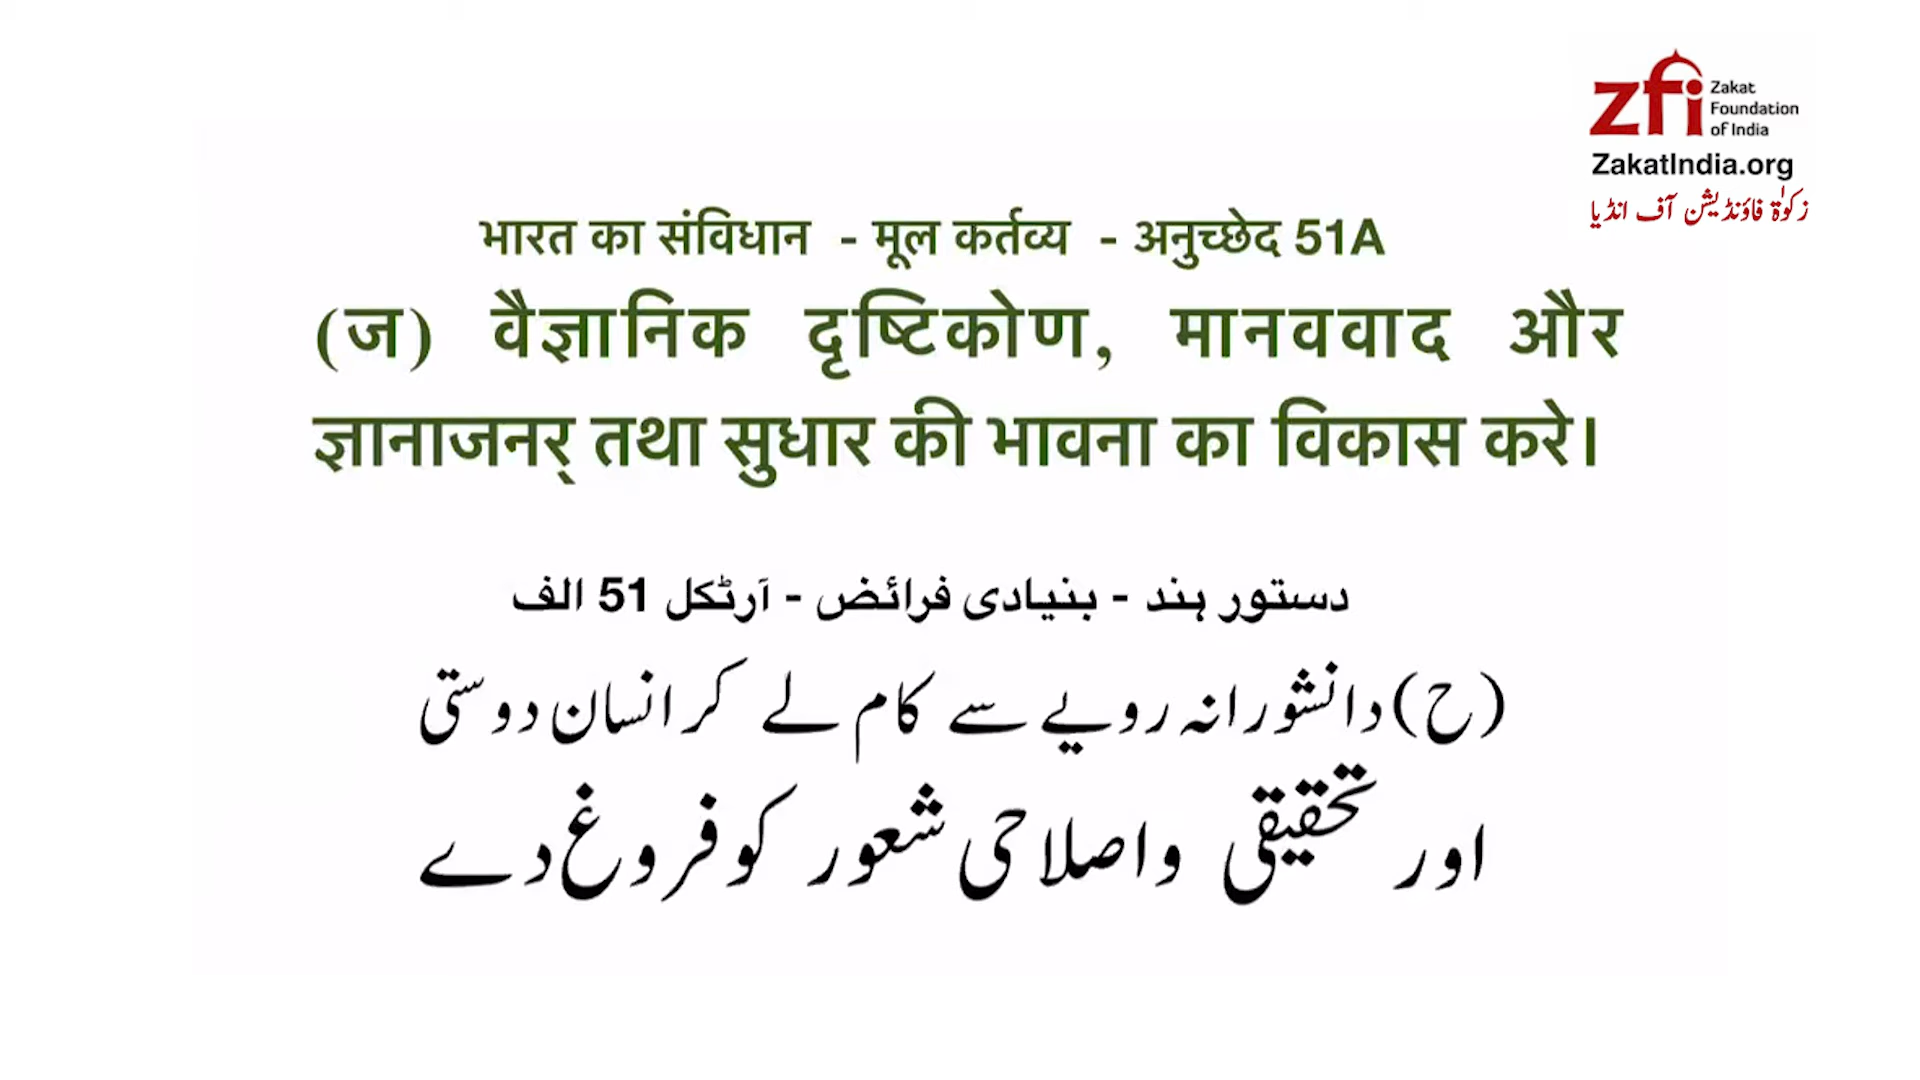 zfi Zakat
Foundation
of India
ZakatIndia.org
زکوٰۃ فاؤنڈیشن آف انڈیا
भारत का संविधान - मूल कर्तव्य - अनुच्छेद 51A
(ज) वैज्ञानिक दृष्टिकोण, मानववाद और
ज्ञानाजनर् तथा सुधार की भावना का विकास करे।
دستور ہند - بنیادی فرائض - آرٹکل 51 الف
(ح) دانشورانہ رویے سے کام لے کر انسان دوستی
اور تحقیقی واصلاحی شعور کو فروغ دے